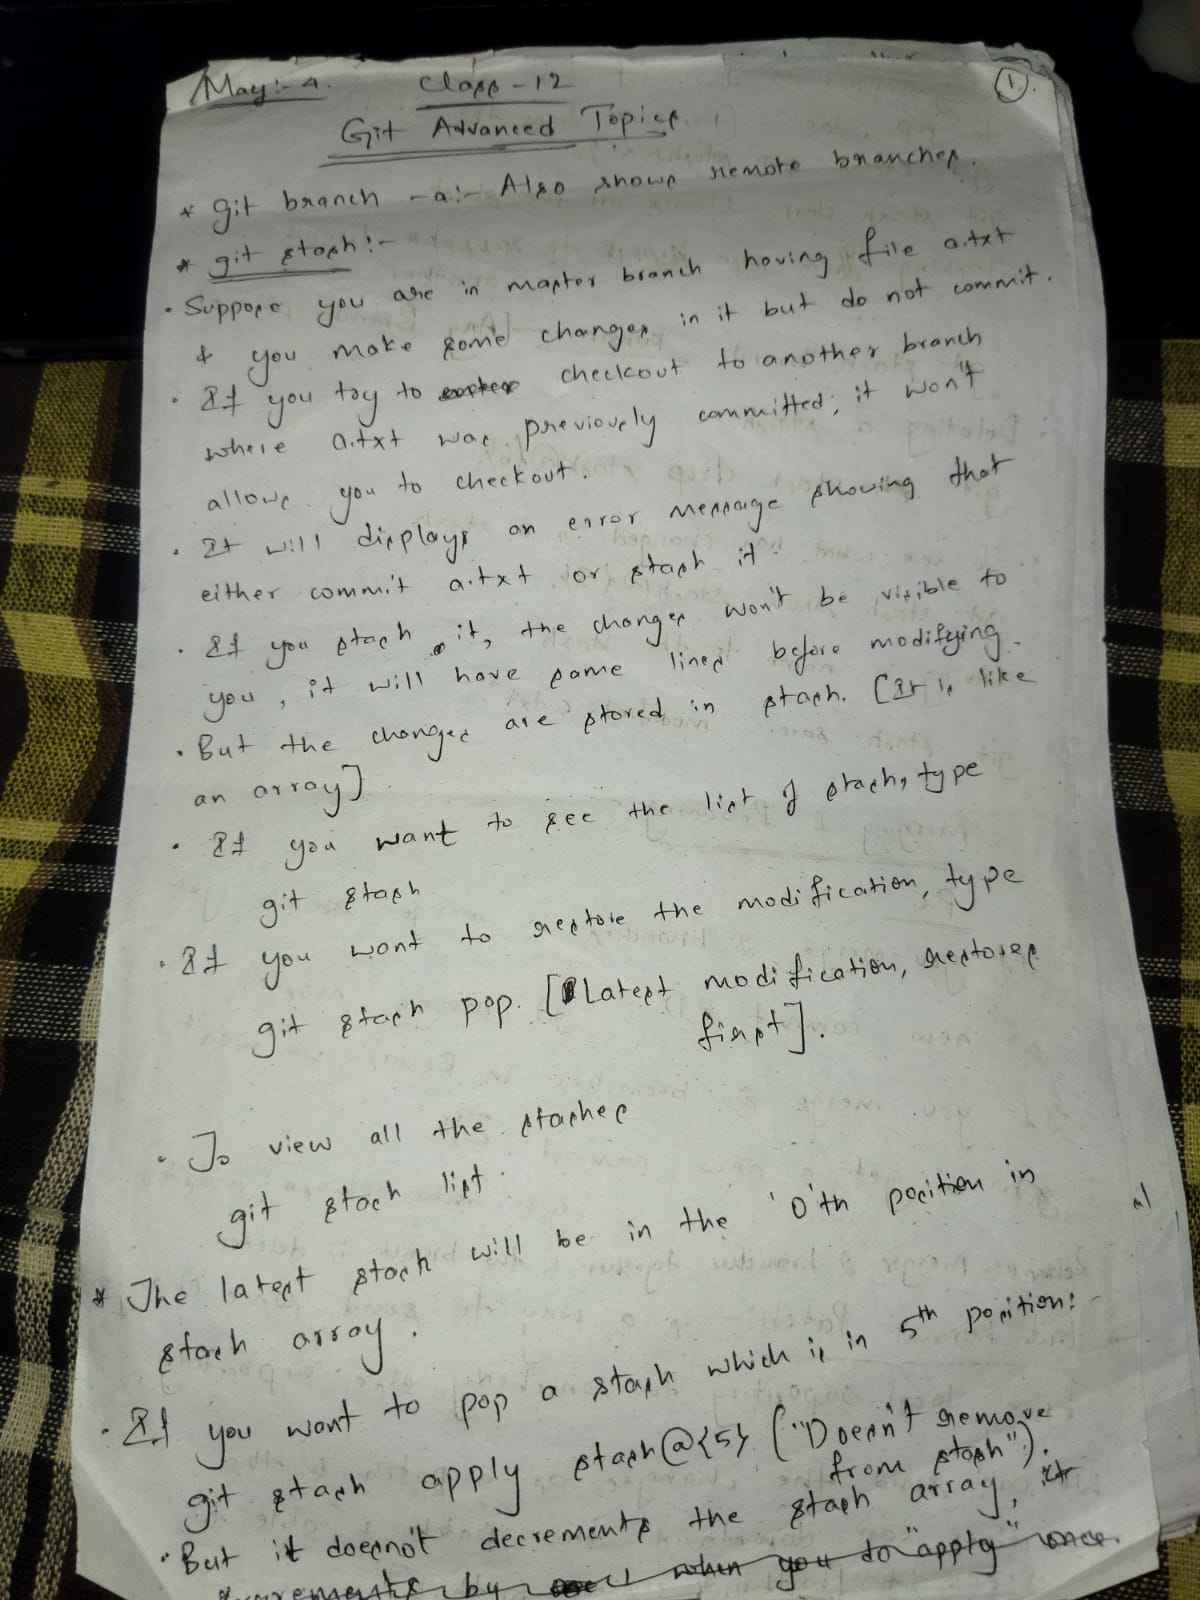 May:- 4.
Class - 12
1.
Git Advanced Topics
* git branch -a:- Also shows remote branches.
* git stash:-
• Suppose you are in master branch having file a.txt
& you make some changes in it but do not commit.
• If you try to checkout to another branch
where a.txt was previously committed, it won't
allows you to checkout.
• It will displays an error message showing that
either commit a.txt or stash it.
• If you stash it, the changes won't be visible to
you, it will have same lines before modifying.
• But the changes are stored in stash. [It is like
an array]
• If you want to see the list of stash, type
git stash
• If you want to restore the modification, type
git stash pop. [Latest modification, restores
first].
• To view all the stashes
git stash list.
* The latest stash will be in the '0'th position in
stash array.
• If you want to pop a stash which is in 5th position:-
git stash apply stash@{5} ("Doesn't remove
from stash").
• But it doesn't decrements the stash array, it
by when you do "apply" once.